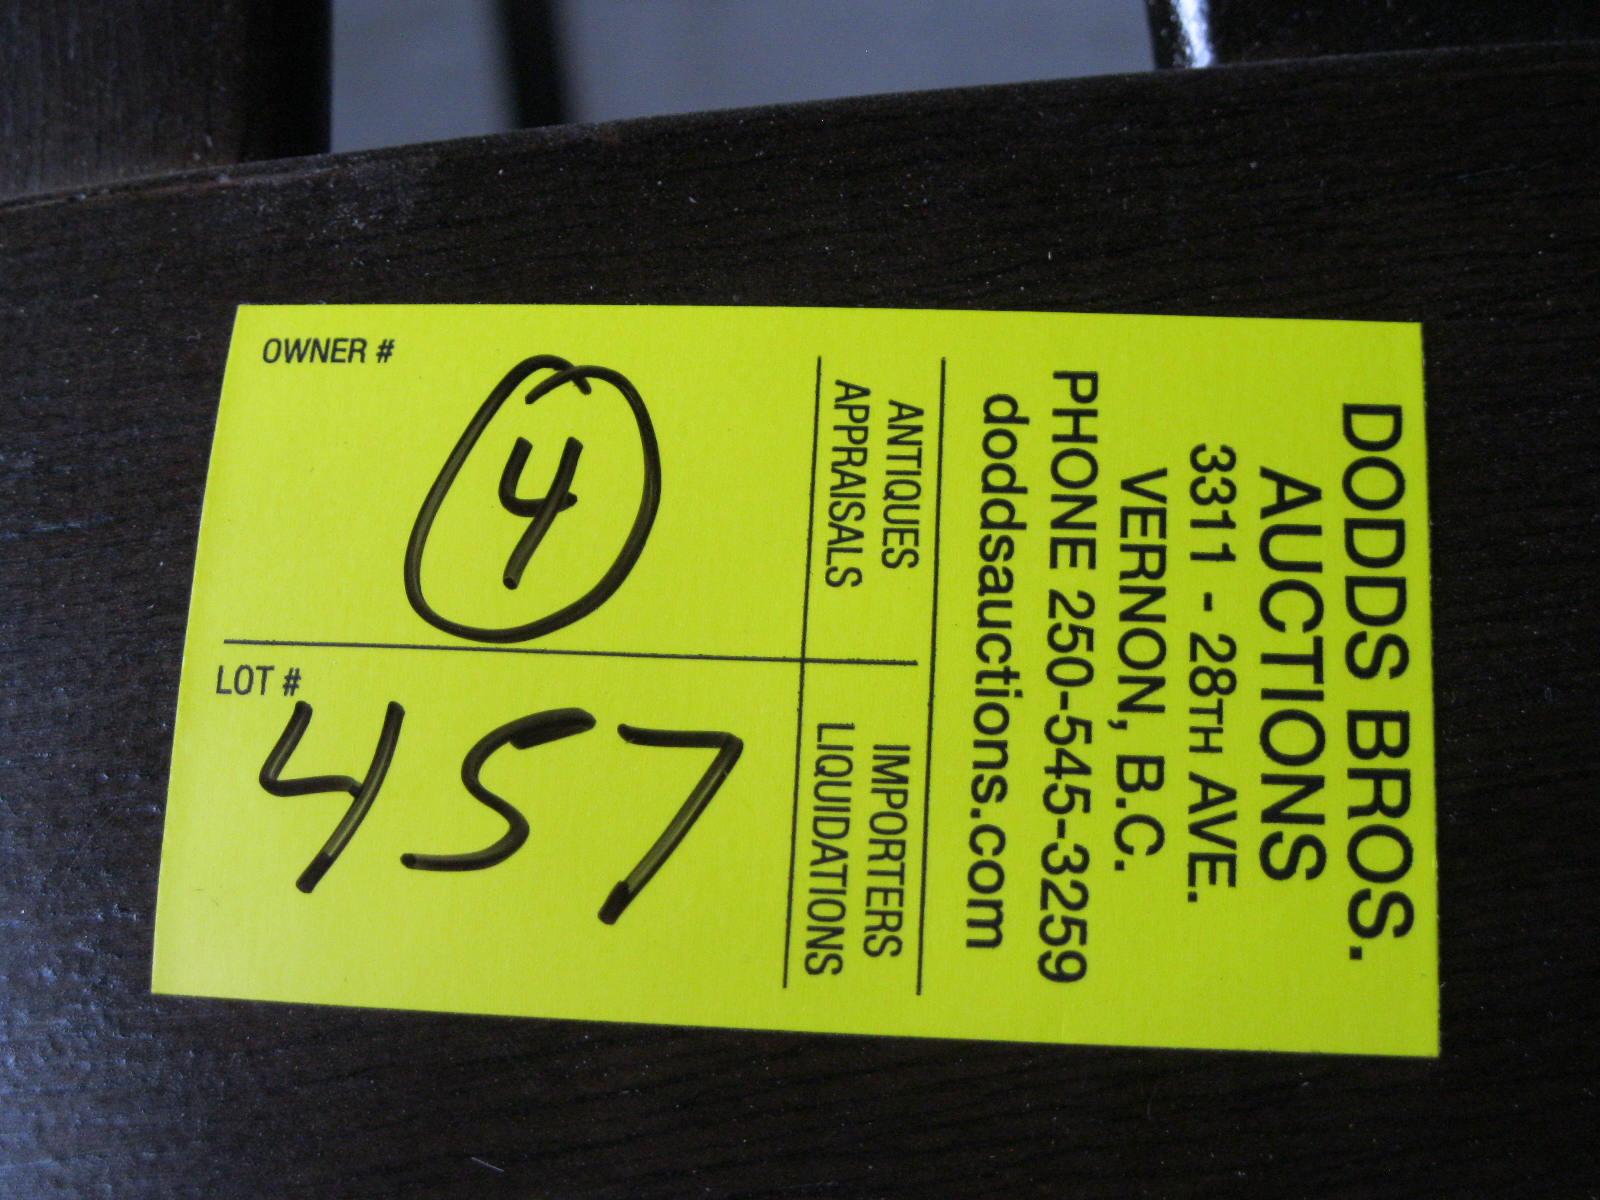 DODDS BROS.
AUCTIONS
3311 - 28TH AVE.
VERNON, B.C.
PHONE 250-545-3259
doddsauctions.com
ANTIQUES
APPRAISALS
IMPORTERS
LIQUIDATIONS
OWNER #
4
LOT #
457